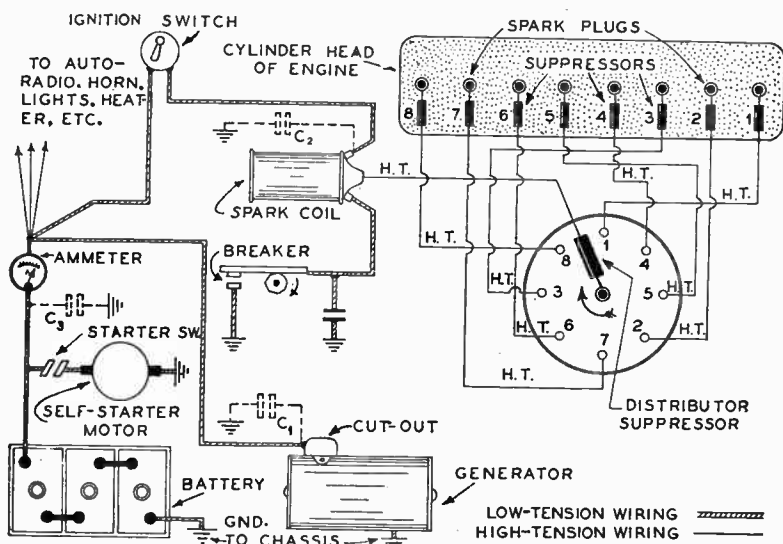 IGNITION SWITCH
TO AUTO-
RADIO, HORN,
LIGHTS, HEAT-
ER, ETC.
SPARK PLUGS
CYLINDER HEAD
OF ENGINE
SUPPRESSORS
8 7 6 5 4 3 2 1
C2
SPARK COIL
H.T.
H.T.
H.T.
H.T.
H.T.
H.T.
H.T.
1
8 4
3 5
6 2
7
AMMETER
BREAKER
C3
STARTER SW.
SELF-STARTER
MOTOR
C1
CUT-OUT
DISTRIBUTOR
SUPPRESSOR
BATTERY
GENERATOR
GND.
TO CHASSIS
LOW-TENSION WIRING
HIGH-TENSION WIRING